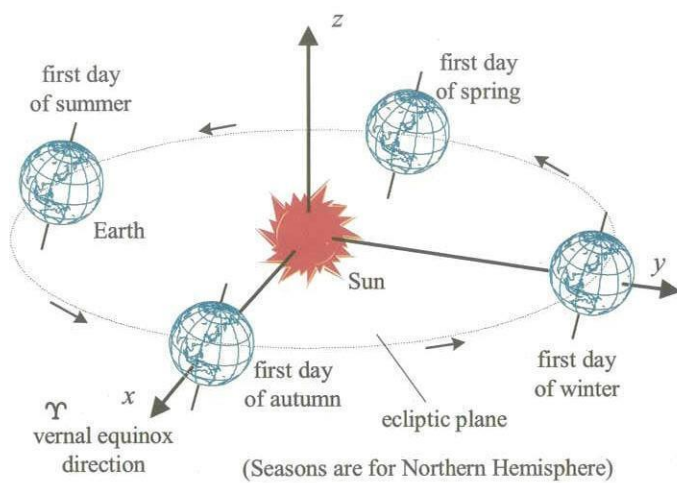 z
first day
of summer
first day
of spring
Earth
Sun
y
first day
of autumn
first day
of winter
x
♈
vernal equinox
direction
ecliptic plane
(Seasons are for Northern Hemisphere)